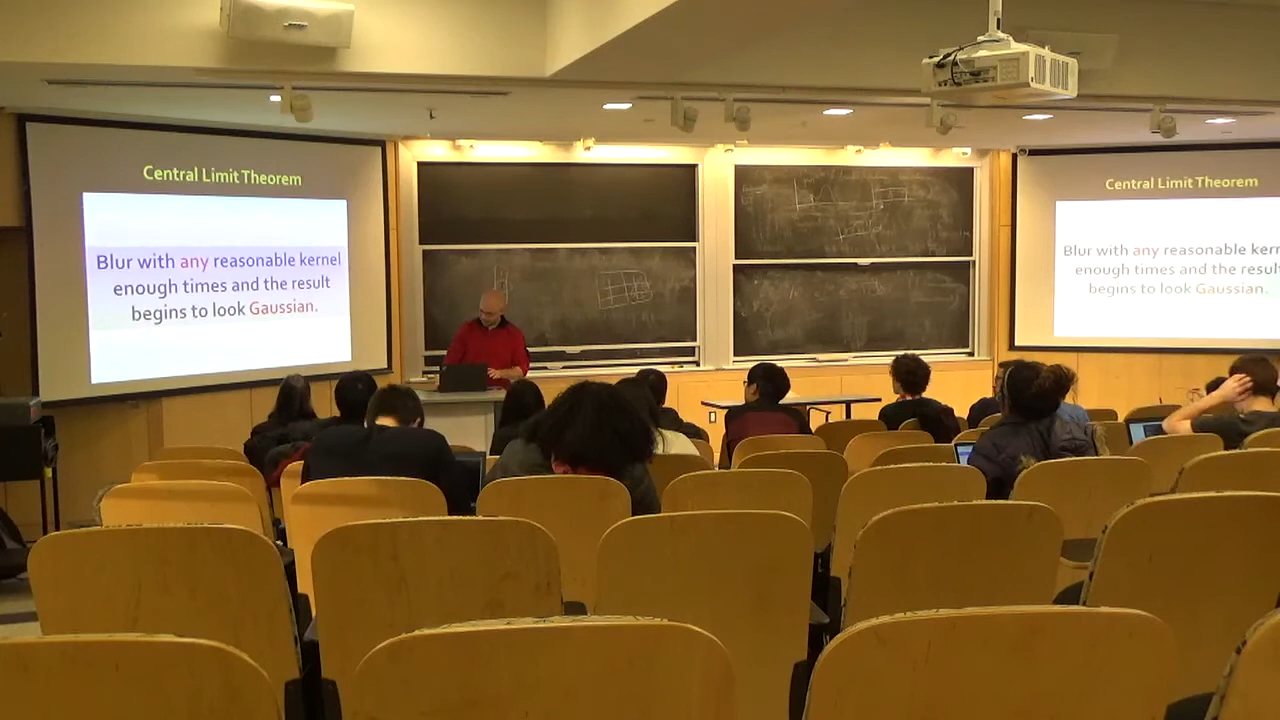 Central Limit Theorem
Blur with any reasonable kernel
enough times and the result
begins to look Gaussian.
Central Limit Theorem
Blur with any reasonable kern
enough times and the result
begins to look Gaussian.